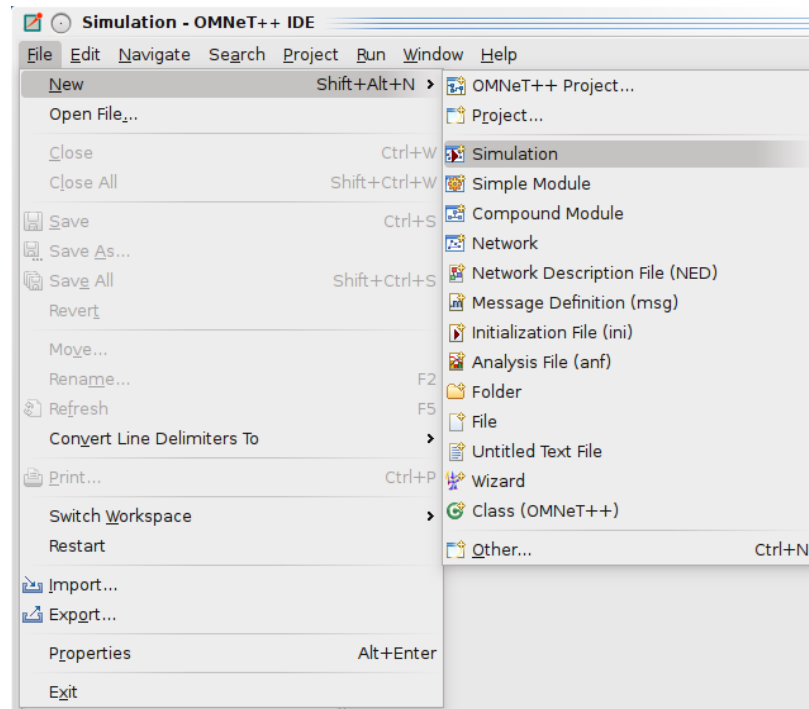 Simulation - OMNeT++ IDE
File Edit Navigate Search Project Run Window Help
New Shift+Alt+N
Open File...
Close Ctrl+W
Close All Shift+Ctrl+W
Save Ctrl+S
Save As...
Save All Shift+Ctrl+S
Revert
Move...
Rename... F2
Refresh F5
Convert Line Delimiters To
Print... Ctrl+P
Switch Workspace
Restart
Import...
Export...
Properties Alt+Enter
Exit
OMNeT++ Project...
Project...
Simulation
Simple Module
Compound Module
Network
Network Description File (NED)
Message Definition (msg)
Initialization File (ini)
Analysis File (anf)
Folder
File
Untitled Text File
Wizard
Class (OMNeT++)
Other... Ctrl+N